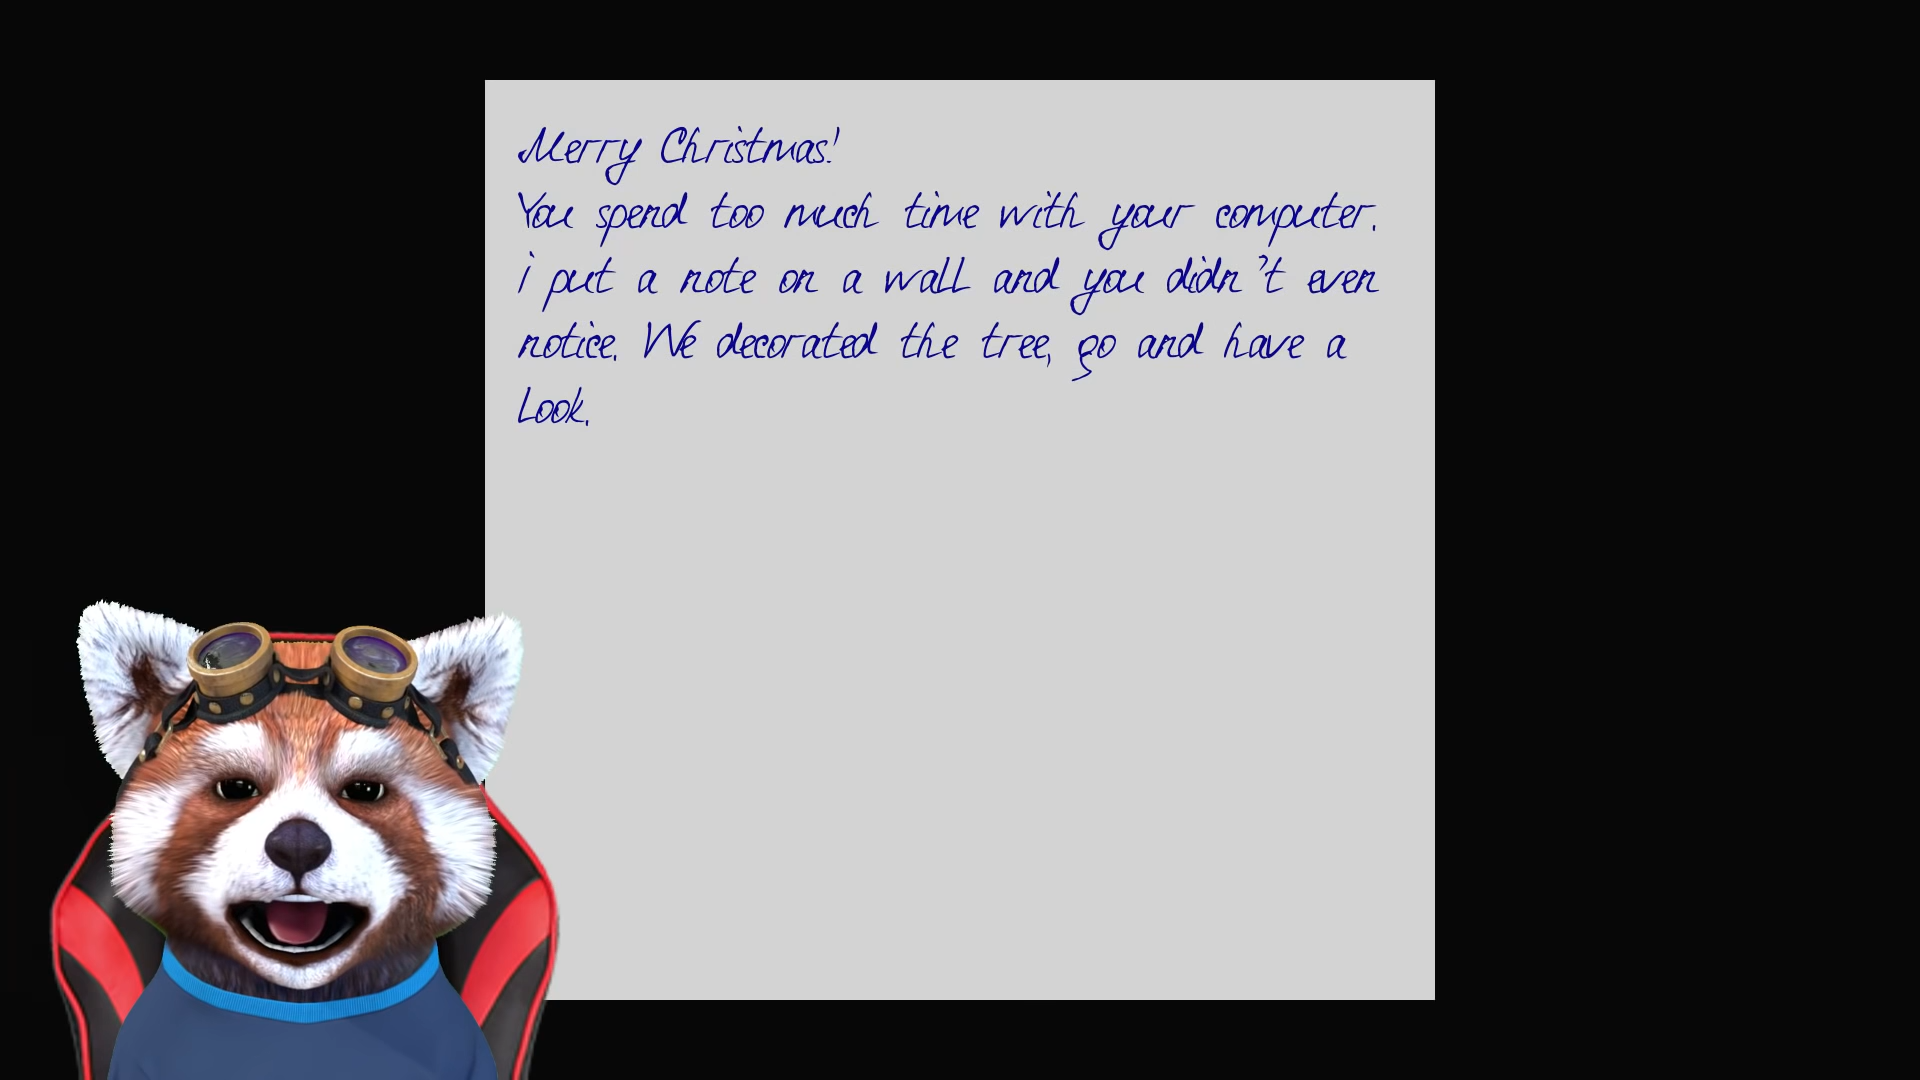 Merry Christmas!
You spend too much time with your computer.
i put a note on a wall and you didn't even
notice. We decorated the tree, go and have a
Look.